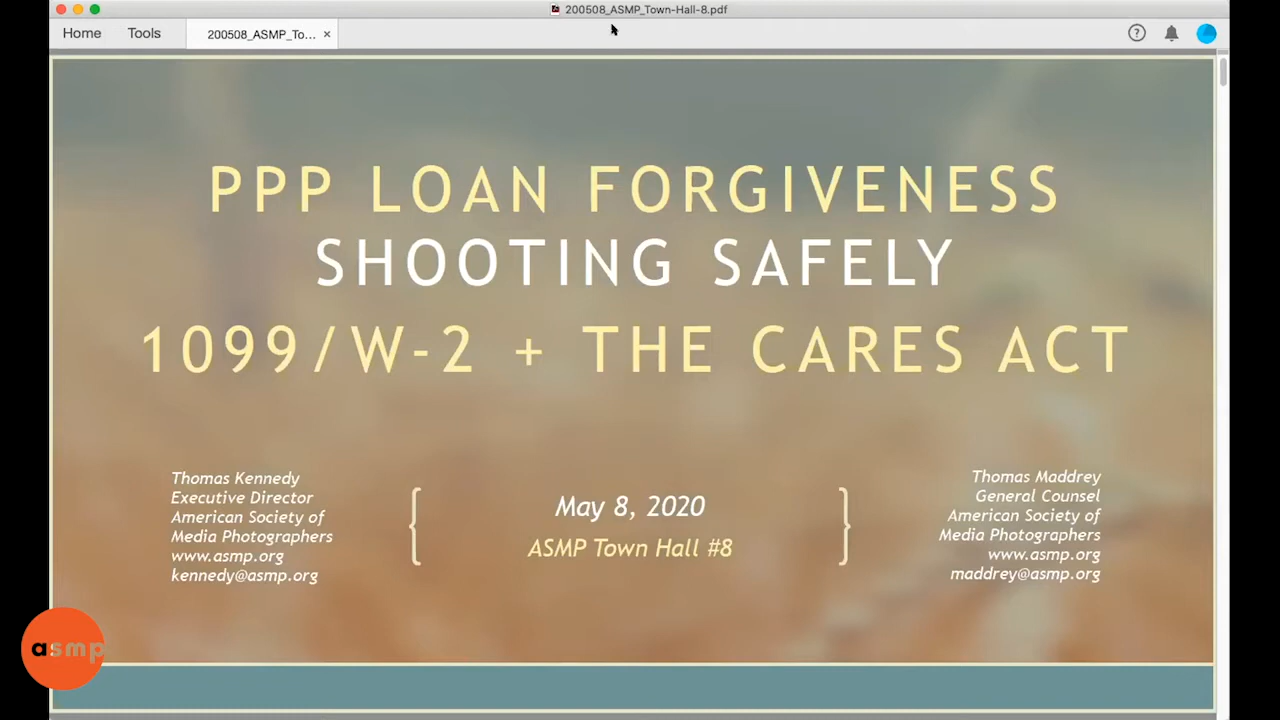 200508_ASMP_Town-Hall-8.pdf
Home
Tools
200508_ASMP_To...
PPP LOAN FORGIVENESS
SHOOTING SAFELY
1099/W-2 + THE CARES ACT
Thomas Kennedy
Executive Director
American Society of
Media Photographers
www.asmp.org
kennedy@asmp.org
May 8, 2020
ASMP Town Hall #8
Thomas Maddrey
General Counsel
American Society of
Media Photographers
www.asmp.org
maddrey@asmp.org
asmp